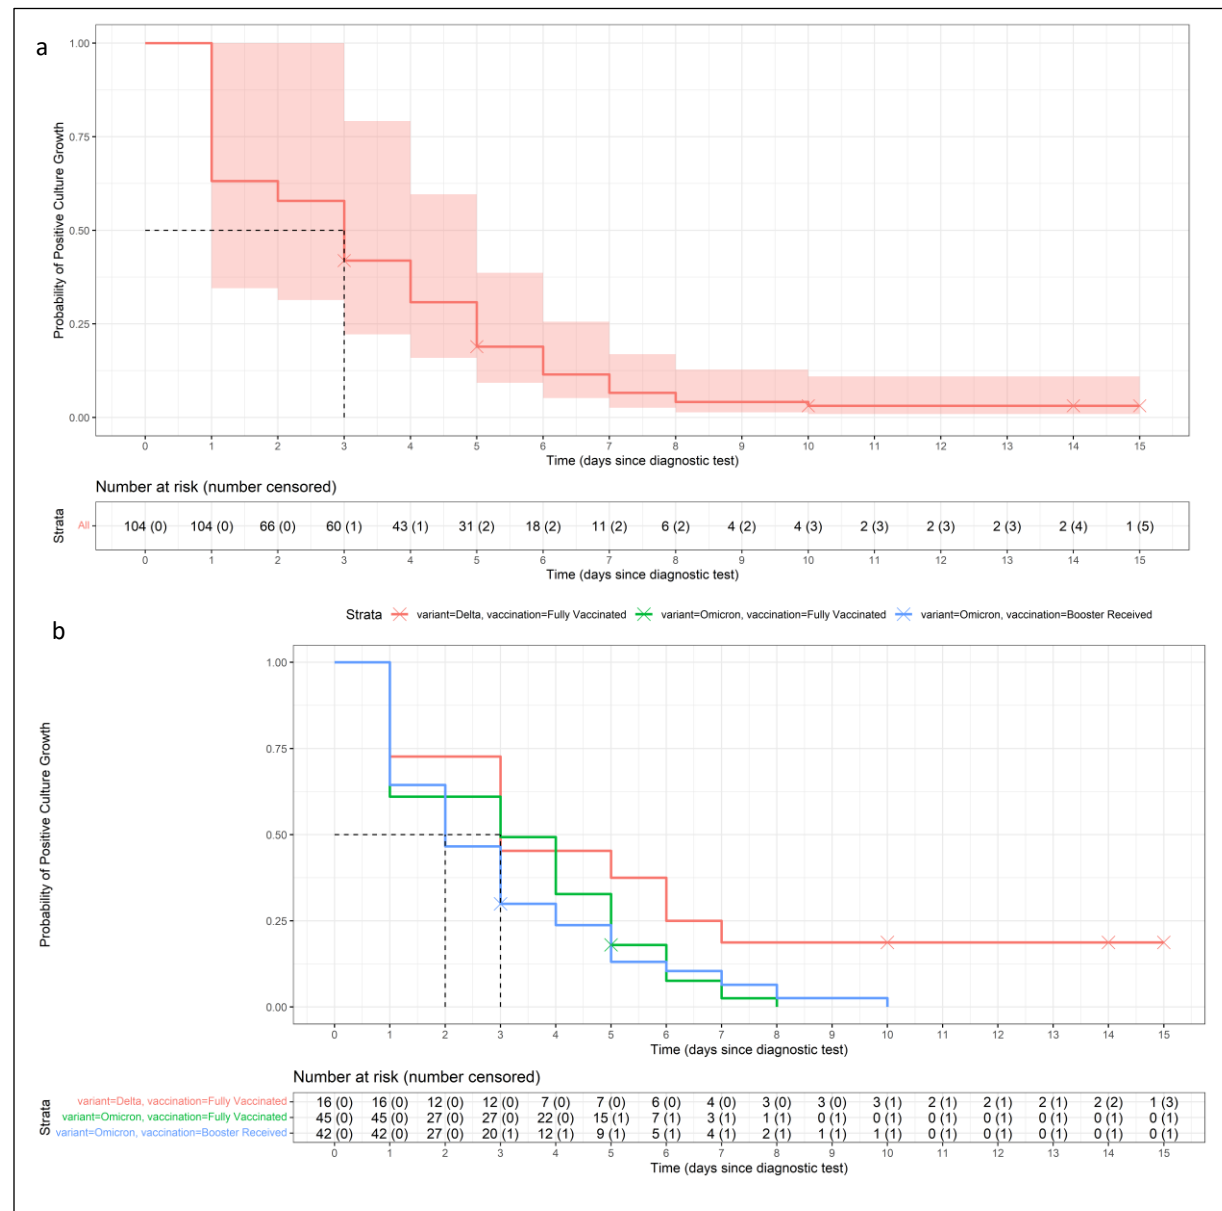 a
Probability of Positive Culture Growth
1.00
0.75
0.50
0.25
0.00
0 1 2 3 4 5 6 7 8 9 10 11 12 13 14 15
Time (days since diagnostic test)
Number at risk (number censored)
Strata
All 104 (0) 104 (0) 66 (0) 60 (1) 43 (1) 31 (2) 18 (2) 11 (2) 6 (2) 4 (2) 4 (3) 2 (3) 2 (3) 2 (3) 2 (4) 1 (5)
0 1 2 3 4 5 6 7 8 9 10 11 12 13 14 15
Time (days since diagnostic test)
Strata variant=Delta, vaccination=Fully Vaccinated variant=Omicron, vaccination=Fully Vaccinated variant=Omicron, vaccination=Booster Received
b
Probability of Positive Culture Growth
1.00
0.75
0.50
0.25
0.00
0 1 2 3 4 5 6 7 8 9 10 11 12 13 14 15
Time (days since diagnostic test)
Number at risk (number censored)
Strata
variant=Delta, vaccination=Fully Vaccinated 16 (0) 16 (0) 12 (0) 12 (0) 7 (0) 7 (0) 6 (0) 4 (0) 3 (0) 3 (0) 3 (1) 2 (1) 2 (1) 2 (1) 2 (2) 1 (3)
variant=Omicron, vaccination=Fully Vaccinated 45 (0) 45 (0) 27 (0) 27 (0) 22 (0) 15 (1) 7 (1) 3 (1) 1 (1) 0 (1) 0 (1) 0 (1) 0 (1) 0 (1) 0 (1) 0 (1)
variant=Omicron, vaccination=Booster Received 42 (0) 42 (0) 27 (0) 20 (1) 12 (1) 9 (1) 5 (1) 4 (1) 2 (1) 1 (1) 1 (1) 0 (1) 0 (1) 0 (1) 0 (1) 0 (1)
0 1 2 3 4 5 6 7 8 9 10 11 12 13 14 15
Time (days since diagnostic test)